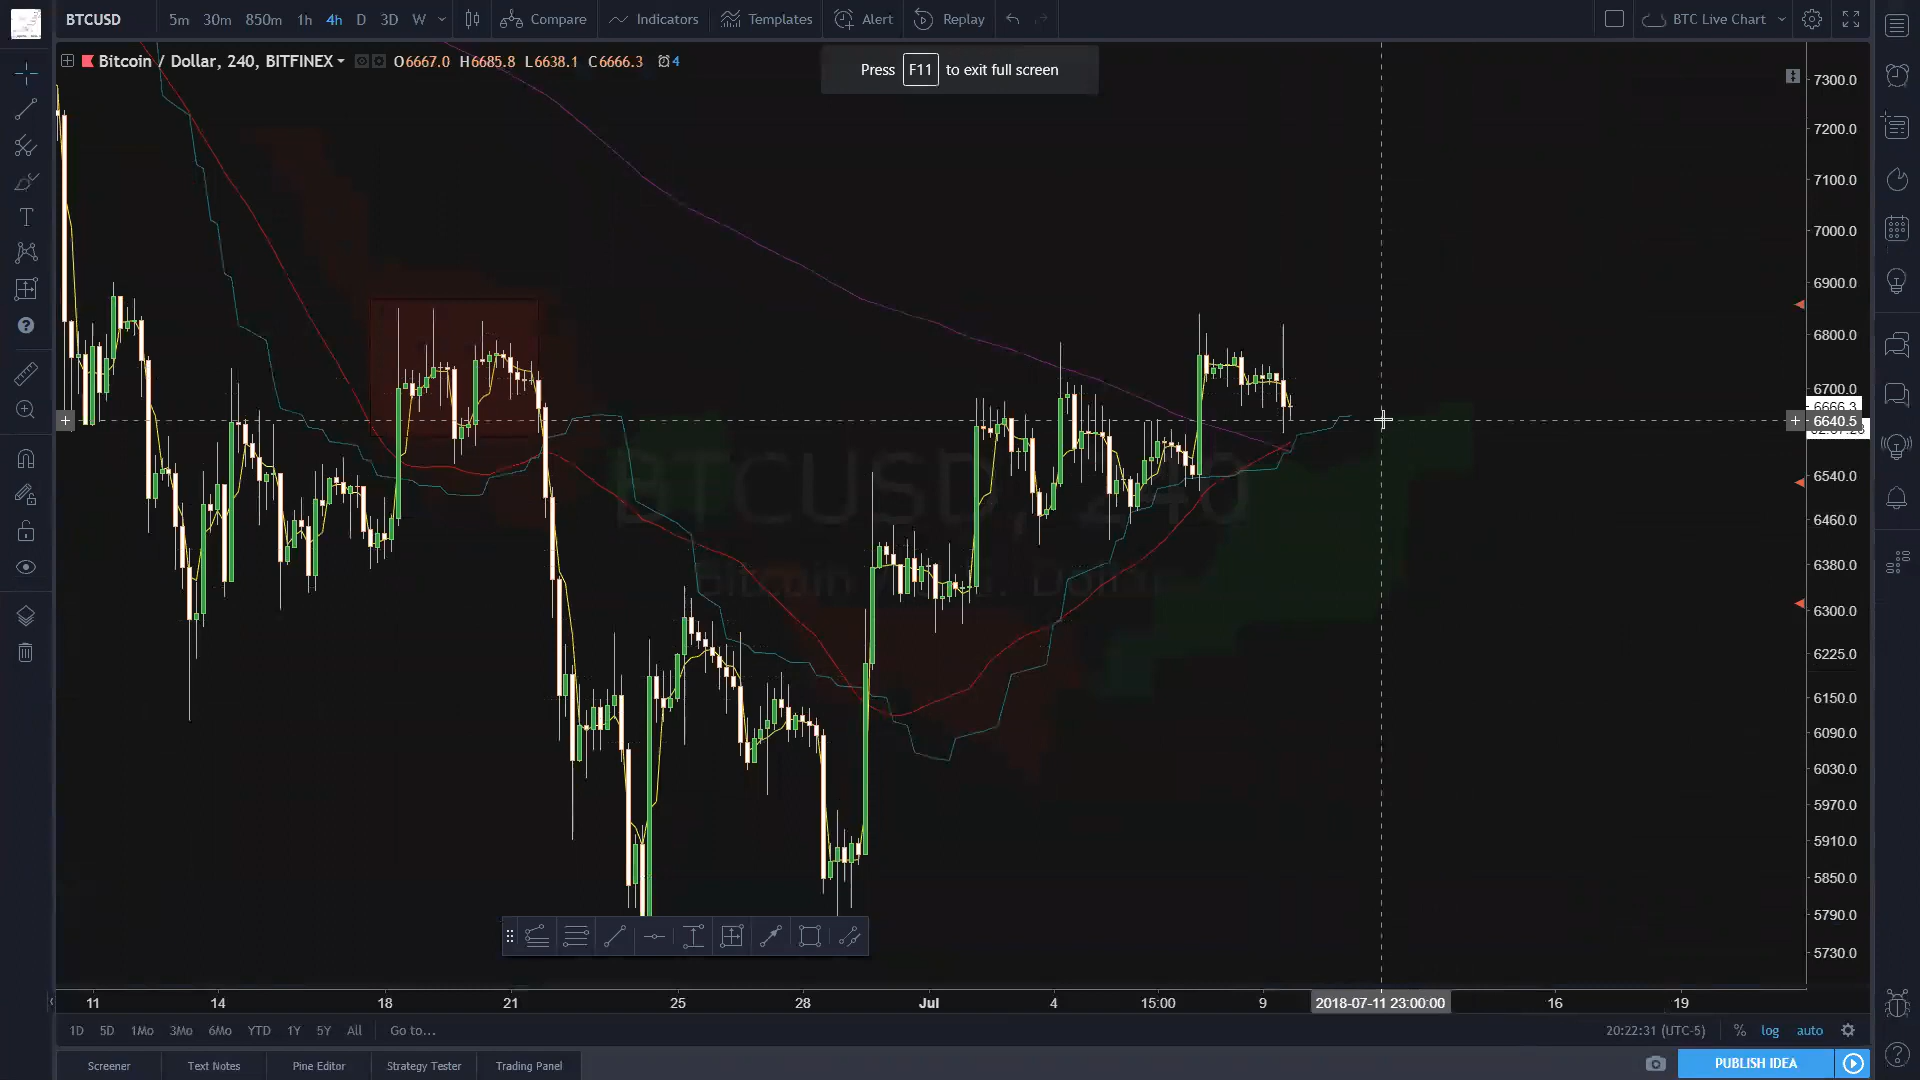 BTCUSD 5m 30m 850m 1h 4h D 3D W Compare Indicators Templates Alert Replay BTC Live Chart
Bitcoin / Dollar, 240, BITFINEX O6667.0 H6685.8 L6638.1 C6666.3 4
Press F11 to exit full screen
7300.0
7200.0
7100.0
7000.0
6900.0
6800.0
6700.0
6666.3
6640.5
6540.0
6460.0
6380.0
6300.0
6225.0
6150.0
6090.0
6030.0
5970.0
5910.0
5850.0
5790.0
5730.0
BTCUSD, 240
Bitcoin Dollar
11 14 18 21 25 28 Jul 4 15:00 9 2018-07-11 23:00:00 16 19
1D 5D 1Mo 3Mo 6Mo YTD 1Y 5Y All Go to... 20:22:31 (UTC-5) % log auto
Screener Text Notes Pine Editor Strategy Tester Trading Panel PUBLISH IDEA